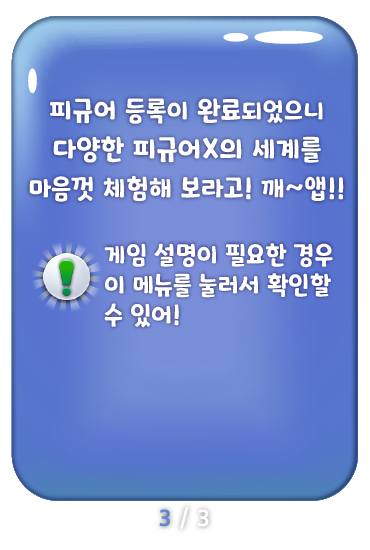 피규어 등록이 완료되었으니
다양한 피규어X의 세계를
마음껏 체험해 보라고! 깨~앱!!
게임 설명이 필요한 경우
이 메뉴를 눌러서 확인할
수 있어!
3 / 3